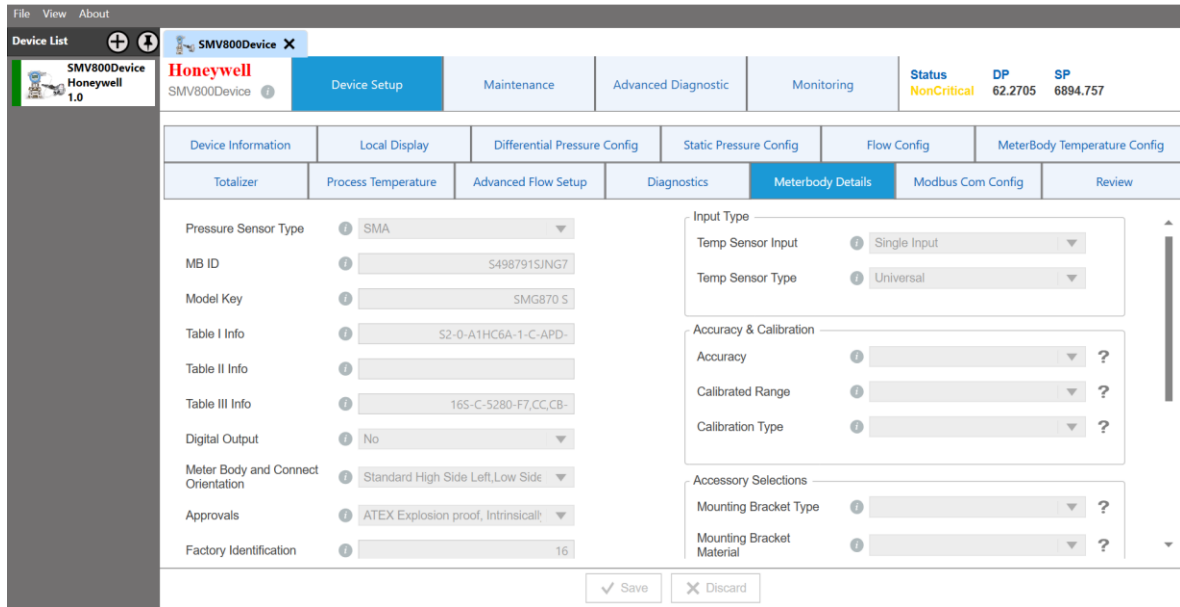 File View About
Device List
SMV800Device
Honeywell
1.0
SMV800Device X
Honeywell
SMV800Device
Device Setup
Maintenance
Advanced Diagnostic
Monitoring
Status DP SP
NonCritical 62.2705 6894.757
Device Information
Local Display
Differential Pressure Config
Static Pressure Config
Flow Config
MeterBody Temperature Config
Totalizer
Process Temperature
Advanced Flow Setup
Diagnostics
Meterbody Details
Modbus Com Config
Review
Pressure Sensor Type SMA
MB ID S498791SJNG7
Model Key SMG870 S
Table I Info S2-0-A1HC6A-1-C-APD-
Table II Info
Table III Info 16S-C-5280-F7,CC,CB-
Digital Output No
Meter Body and Connect
Orientation
Standard High Side Left,Low Side
Approvals ATEX Explosion proof, Intrinsically
Factory Identification 16
Input Type
Temp Sensor Input Single Input
Temp Sensor Type Universal
Accuracy & Calibration
Accuracy ?
Calibrated Range ?
Calibration Type ?
Accessory Selections
Mounting Bracket Type ?
Mounting Bracket
Material ?
Save
Discard